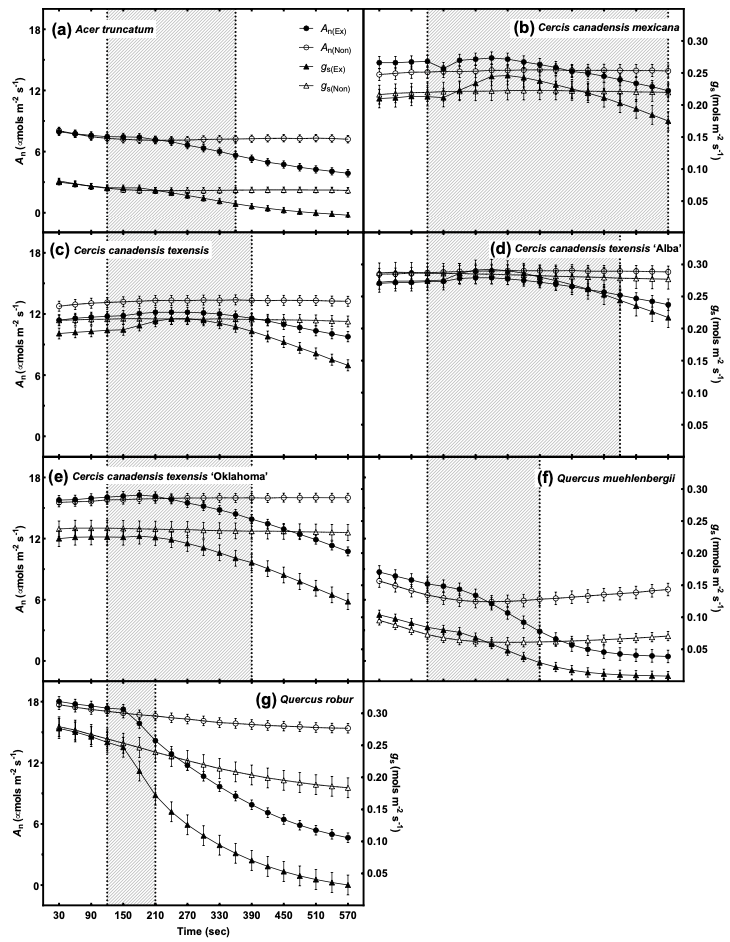 (a) Acer truncatum
An(Ex)
An(Non)
gs(Ex)
gs(Non)
18
12
6
0
An (∝mols m-2 s-1)
(b) Cercis canadensis mexicana
0.30
0.25
0.20
0.15
0.10
0.05
gs (mols m-2 s-1)
(c) Cercis canadensis texensis
18
12
6
0
An (∝mols m-2 s-1)
(d) Cercis canadensis texensis ‘Alba’
0.30
0.25
0.20
0.15
0.10
0.05
gs (mols m-2 s-1)
(e) Cercis canadensis texensis ‘Oklahoma’
18
12
6
0
An (∝mols m-2 s-1)
(f) Quercus muehlenbergii
0.30
0.25
0.20
0.15
0.10
0.05
gs (mmols m-2 s-1)
(g) Quercus robur
18
12
6
0
An (∝mols m-2 s-1)
0.30
0.25
0.20
0.15
0.10
0.05
gs (mols m-2 s-1)
30 90 150 210 270 330 390 450 510 570
Time (sec)